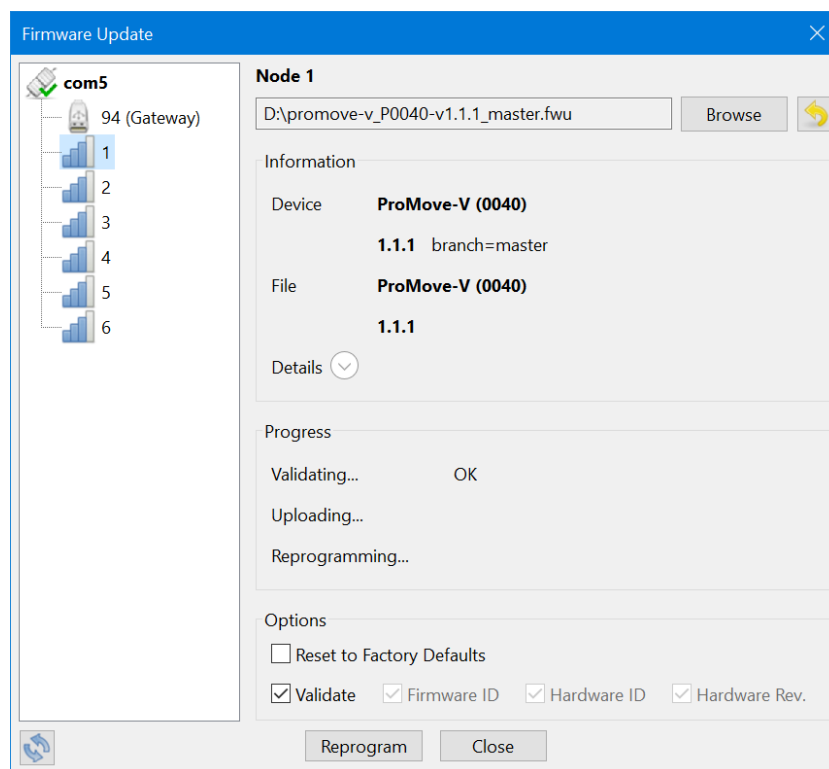 Firmware Update
com5
94 (Gateway)
1
2
3
4
5
6
Node 1
D:\promove-v_P0040-v1.1.1_master.fwu
Browse
Information
Device ProMove-V (0040)
1.1.1 branch=master
File ProMove-V (0040)
1.1.1
Details
Progress
Validating... OK
Uploading...
Reprogramming...
Options
Reset to Factory Defaults
Validate Firmware ID Hardware ID Hardware Rev.
Reprogram Close